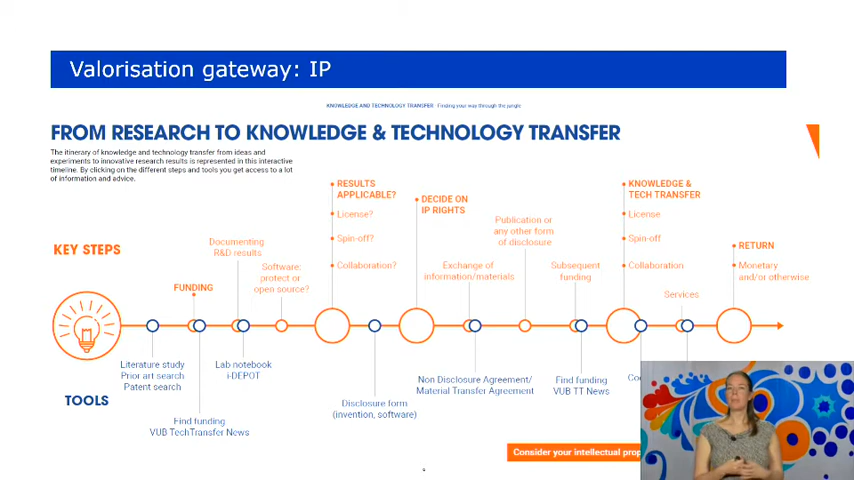 Valorisation gateway: IP
KNOWLEDGE AND TECHNOLOGY TRANSFER Finding your way through the jungle
FROM RESEARCH TO KNOWLEDGE & TECHNOLOGY TRANSFER
The itinerary of knowledge and technology transfer from ideas and
experiments to innovative research results is represented in this interactive
timeline. By clicking on the different steps and tools you get access to a lot
of information and advice.
KEY STEPS
FUNDING
Documenting
R&D results
Software:
protect or
open source?
RESULTS
APPLICABLE?
License?
Spin-off?
Collaboration?
DECIDE ON
IP RIGHTS
Exchange of
information/materials
Publication or
any other form
of disclosure
Subsequent
funding
KNOWLEDGE &
TECH TRANSFER
License
Spin-off
Collaboration
Services
RETURN
Monetary
and/or otherwise
TOOLS
Literature study
Prior art search
Patent search
Find funding
VUB TechTransfer News
Lab notebook
i-DEPOT
Disclosure form
(invention, software)
Non Disclosure Agreement/
Material Transfer Agreement
Find funding
VUB TT News
Consider your intellectual